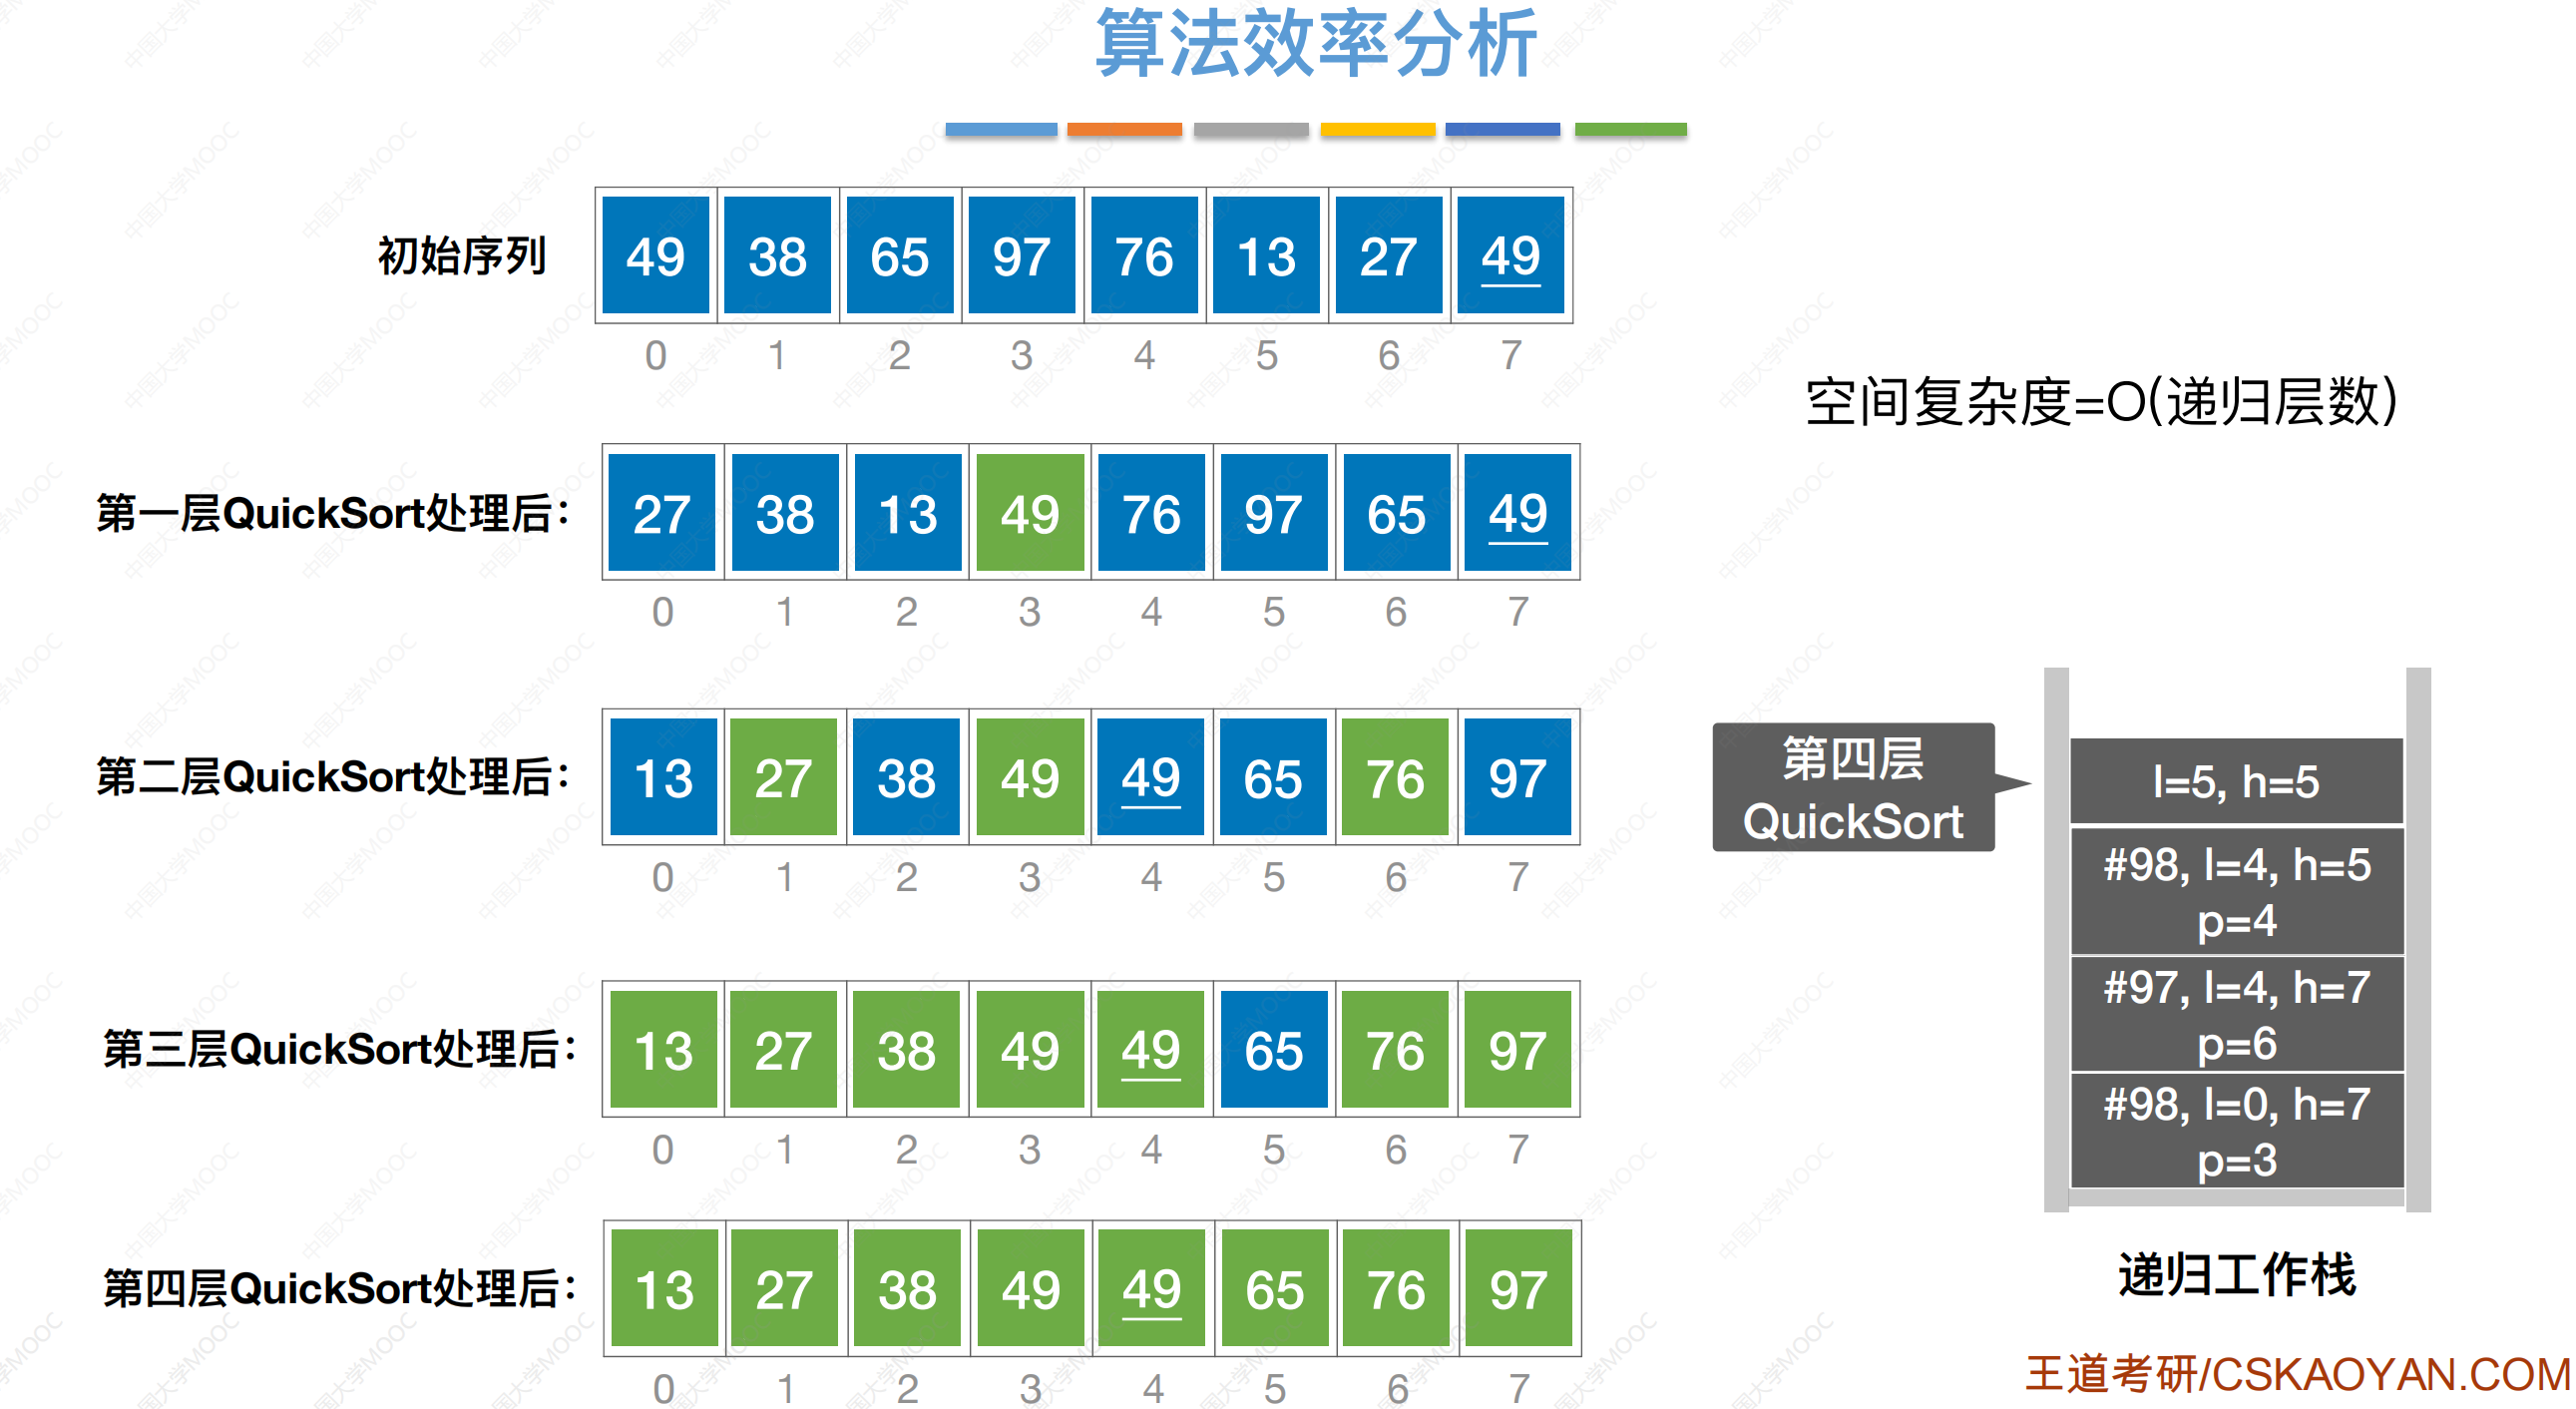 算法效率分析
初始序列
49 38 65 97 76 13 27 49
0 1 2 3 4 5 6 7
空间复杂度=O(递归层数)
第一层QuickSort处理后：
27 38 13 49 76 97 65 49
0 1 2 3 4 5 6 7
第二层QuickSort处理后：
13 27 38 49 49 65 76 97
0 1 2 3 4 5 6 7
第三层QuickSort处理后：
13 27 38 49 49 65 76 97
0 1 2 3 4 5 6 7
第四层QuickSort处理后：
13 27 38 49 49 65 76 97
0 1 2 3 4 5 6 7
第四层
QuickSort
l=5, h=5
#98, l=4, h=5
p=4
#97, l=4, h=7
p=6
#98, l=0, h=7
p=3
递归工作栈
王道考研/CSKAOYAN.COM
中国大学MOOC